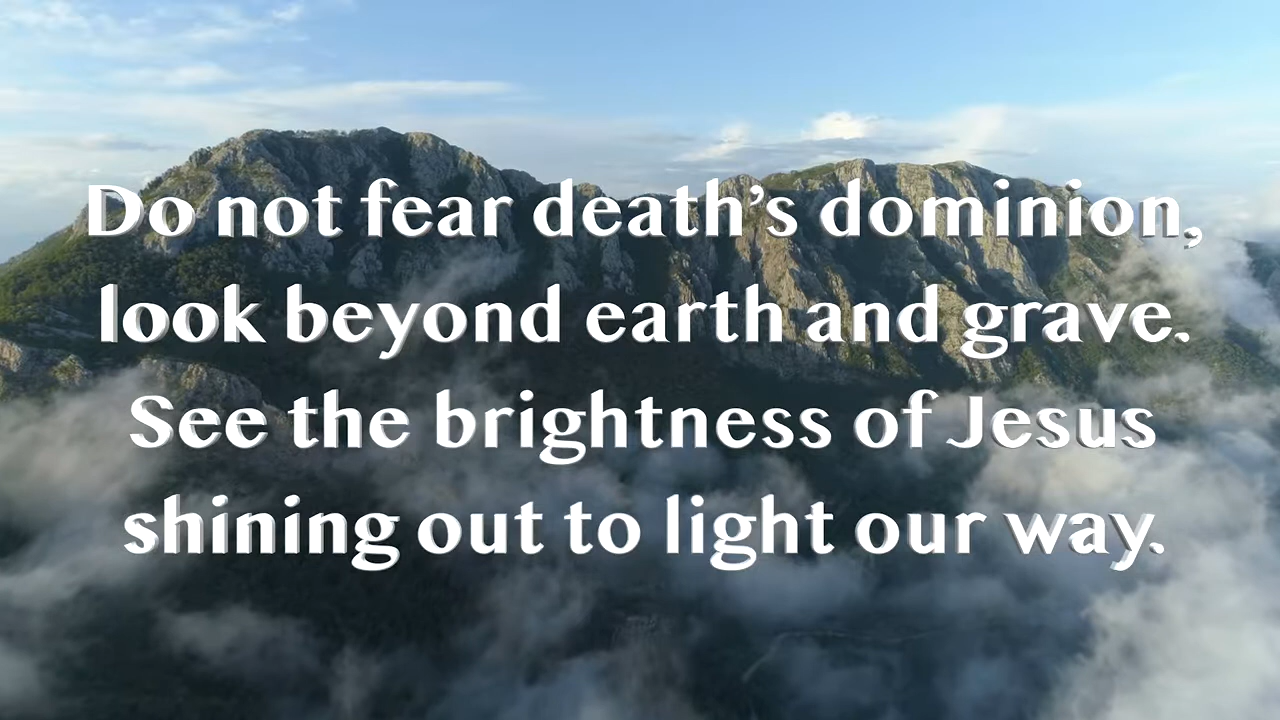 Do not fear death’s dominion,
look beyond earth and grave.
See the brightness of Jesus
shining out to light our way.